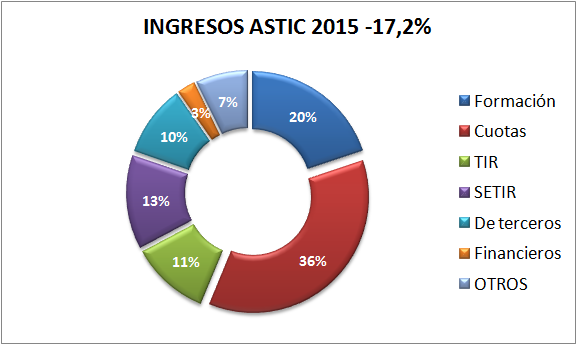 INGRESOS ASTIC 2015 -17,2%
7%
20%
3%
10%
13%
11%
36%
Formación
Cuotas
TIR
SETIR
De terceros
Financieros
OTROS